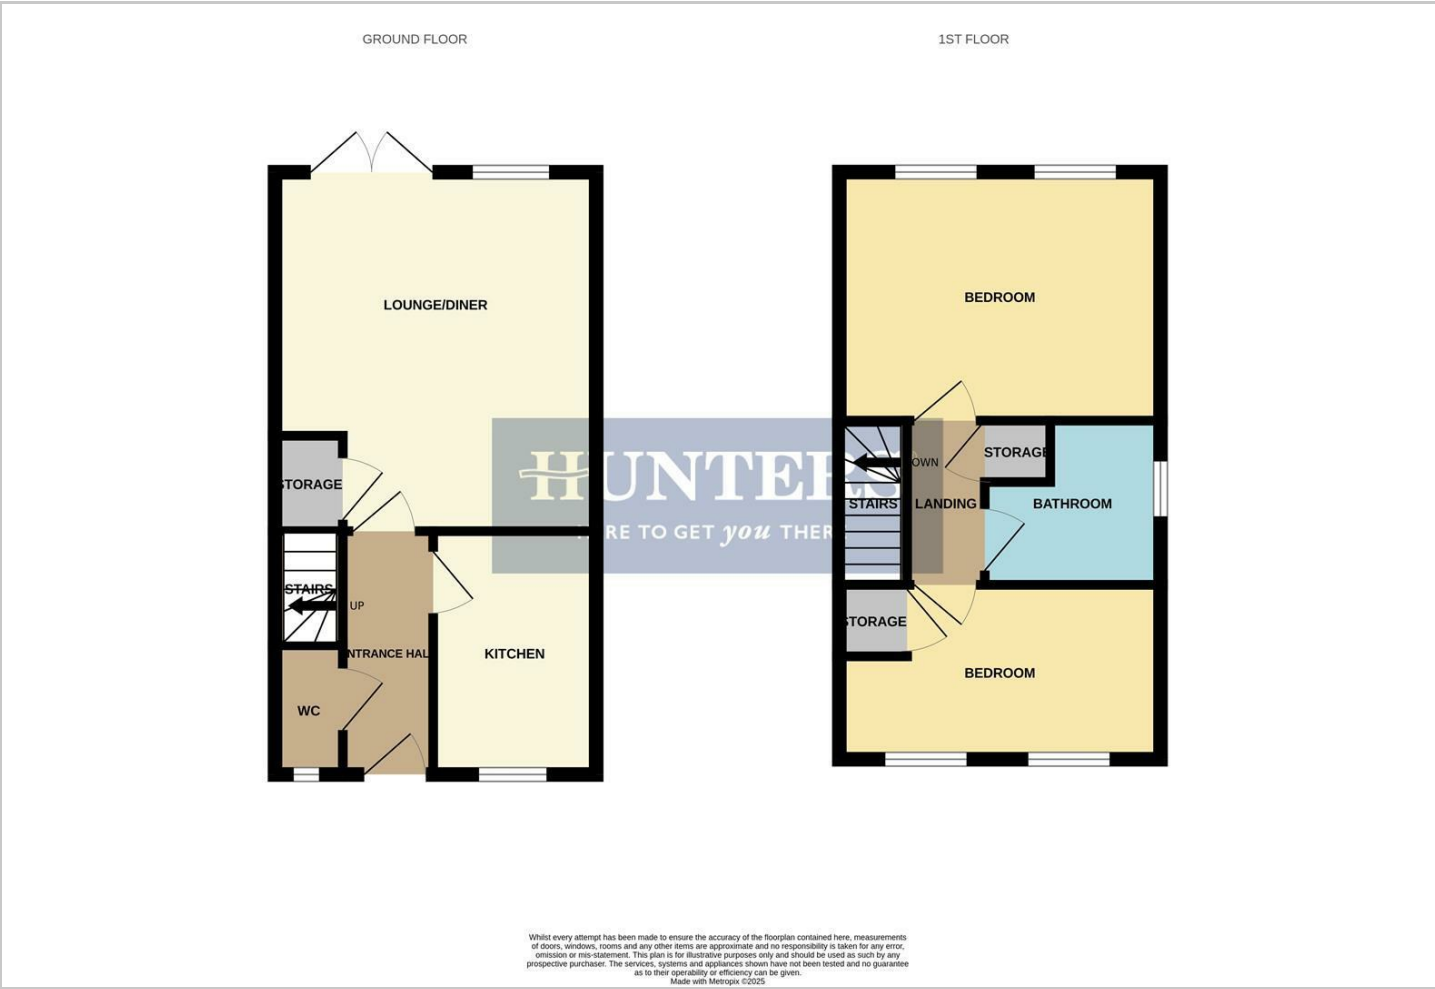 GROUND FLOOR
1ST FLOOR
LOUNGE/DINER
STORAGE
STAIRS
UP
ENTRANCE HALL
KITCHEN
WC
BEDROOM
STORAGE
OWN
STAIRS
LANDING
BATHROOM
STORAGE
BEDROOM
HUNTERS
HERE TO GET you THERE
Whilst every attempt has been made to ensure the accuracy of the floorplan contained here, measurements
of doors, windows, rooms and any other items are approximate and no responsibility is taken for any error,
omission or mis-statement. This plan is for illustrative purposes only and should be used as such by any
prospective purchaser. The services, systems and appliances shown have not been tested and no guarantee
as to their operability or efficiency can be given.
Made with Metropix ©2025